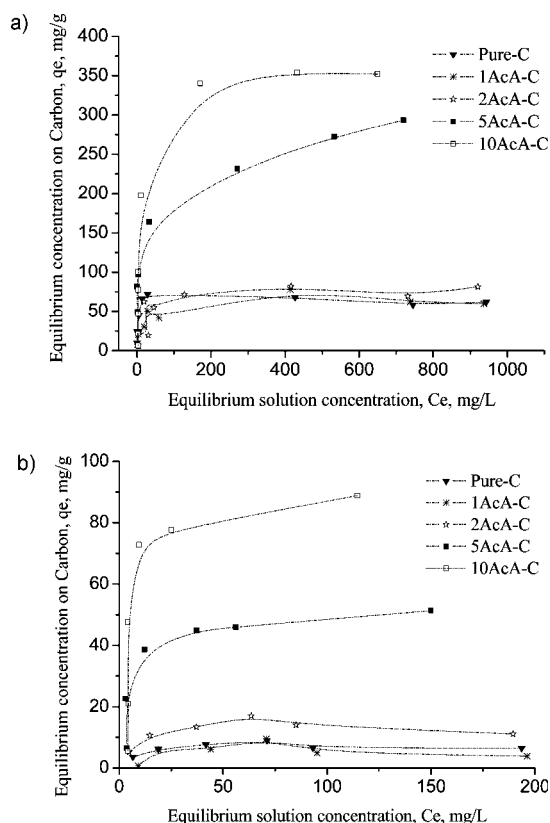 a)
Equilibrium concentration on Carbon, qe, mg/g
400
350
300
250
200
150
100
50
0
Pure-C
1AcA-C
2AcA-C
5AcA-C
10AcA-C
0 200 400 600 800 1000
Equilibrium solution concentration, Ce, mg/L
b)
Equilibrium concentration on Carbon, qe, mg/g
100
80
60
40
20
0
Pure-C
1AcA-C
2AcA-C
5AcA-C
10AcA-C
0 50 100 150 200
Equilibrium solution concentration, Ce, mg/L